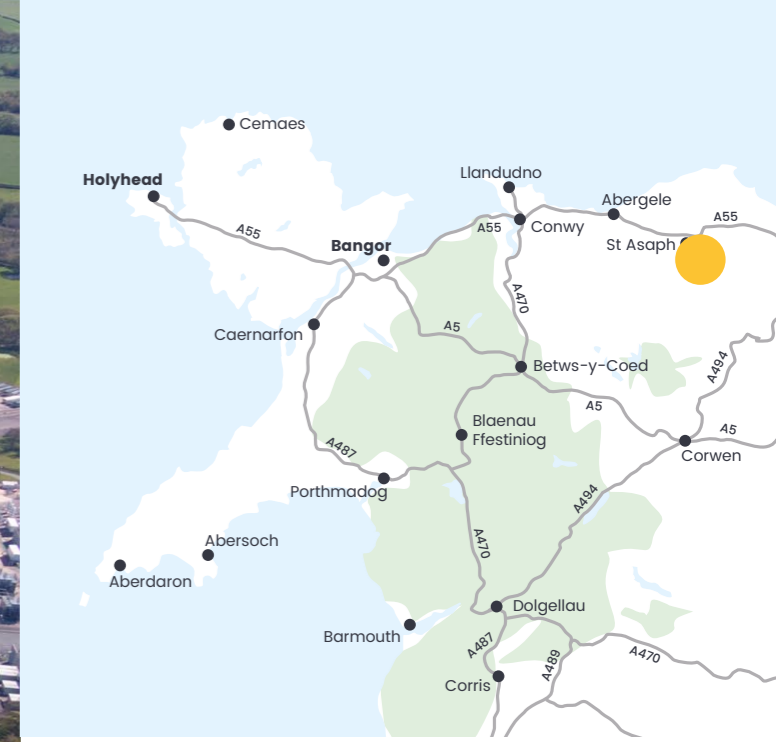 Cemaes
Holyhead
Llandudno
Abergele
A55
A55
A55
Conwy
Bangor
St Asaph
A470
A5
Caernarfon
Betws-y-Coed
A494
A5
Blaenau
Ffestiniog
A5
A487
Corwen
Porthmadog
A494
Abersoch
A470
Aberdaron
Dolgellau
Barmouth
A487
A470
A489
Corris